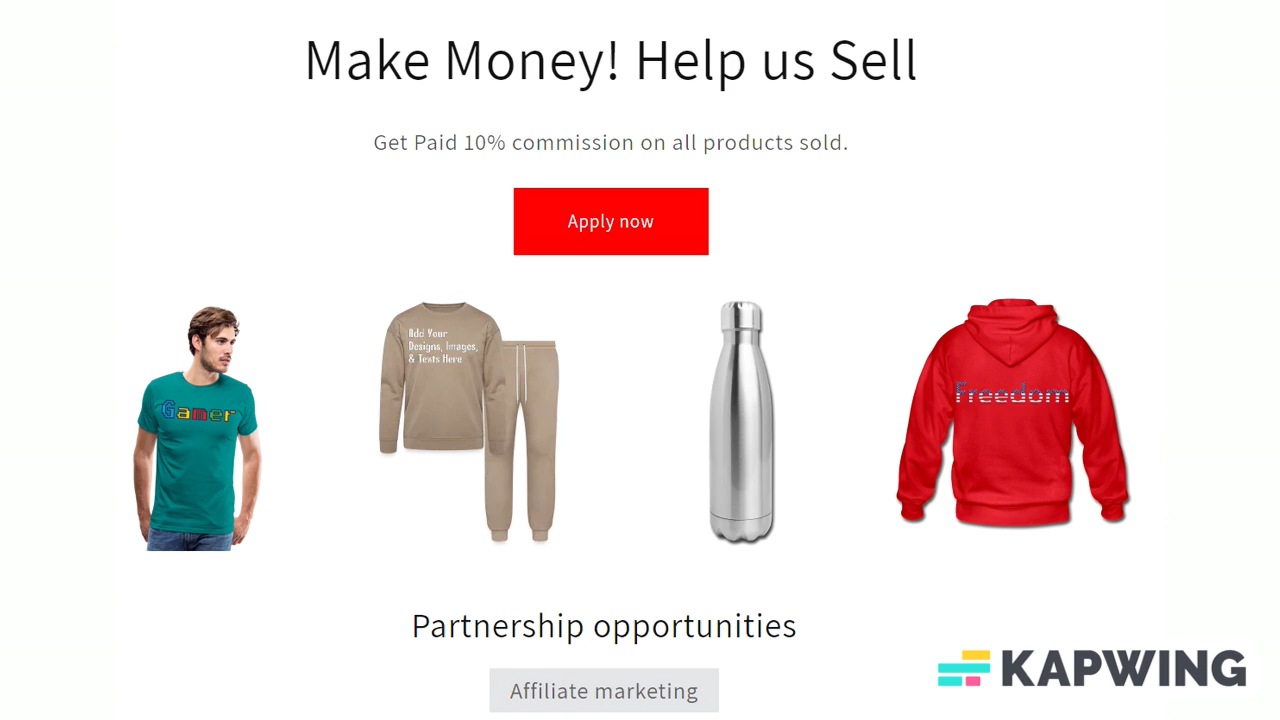 Make Money! Help us Sell
Get Paid 10% commission on all products sold.
Apply now
Gamer
Add Your
Designs, Images,
& Texts Here
Freedom
Partnership opportunities
Affiliate marketing
KAPWING